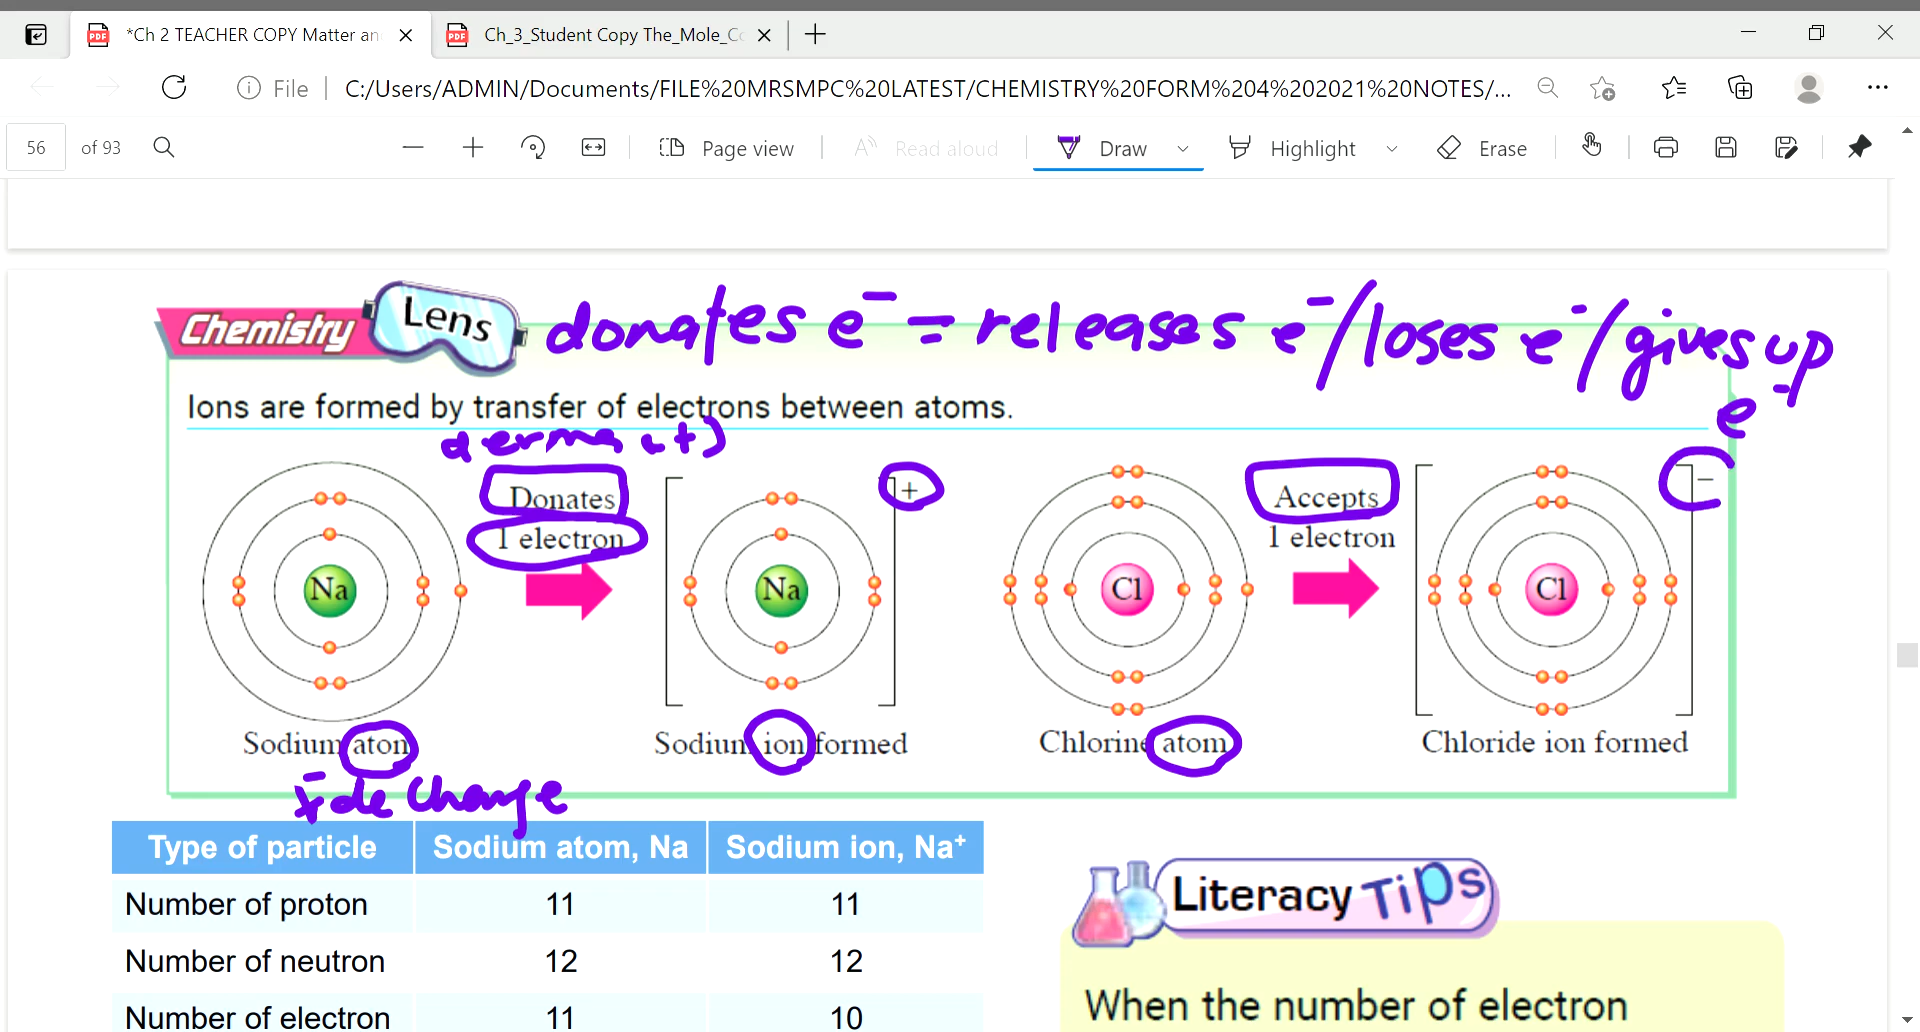 *Ch 2 TEACHER COPY Matter an
Ch_3_Student Copy The_Mole_Co
File
C:/Users/ADMIN/Documents/FILE%20MRSMPC%20LATEST/CHEMISTRY%20FORM%204%202021%20NOTES/...
56 of 93
Page view
Read aloud
Draw
Highlight
Erase
Chemistry Lens
donates e⁻ = releases e⁻/loses e⁻/gives up
e⁻
Ions are formed by transfer of electrons between atoms.
derma (+)
Donates
1 electron
+
Accepts
1 electron
−
Na
Na
Cl
Cl
Sodium atom
Sodium ion formed
Chlorine atom
Chloride ion formed
Type of particle Sodium atom, Na Sodium ion, Na⁺
Number of proton 11 11
Number of neutron 12 12
Number of electron 11 10
Literacy Tips
When the number of electron